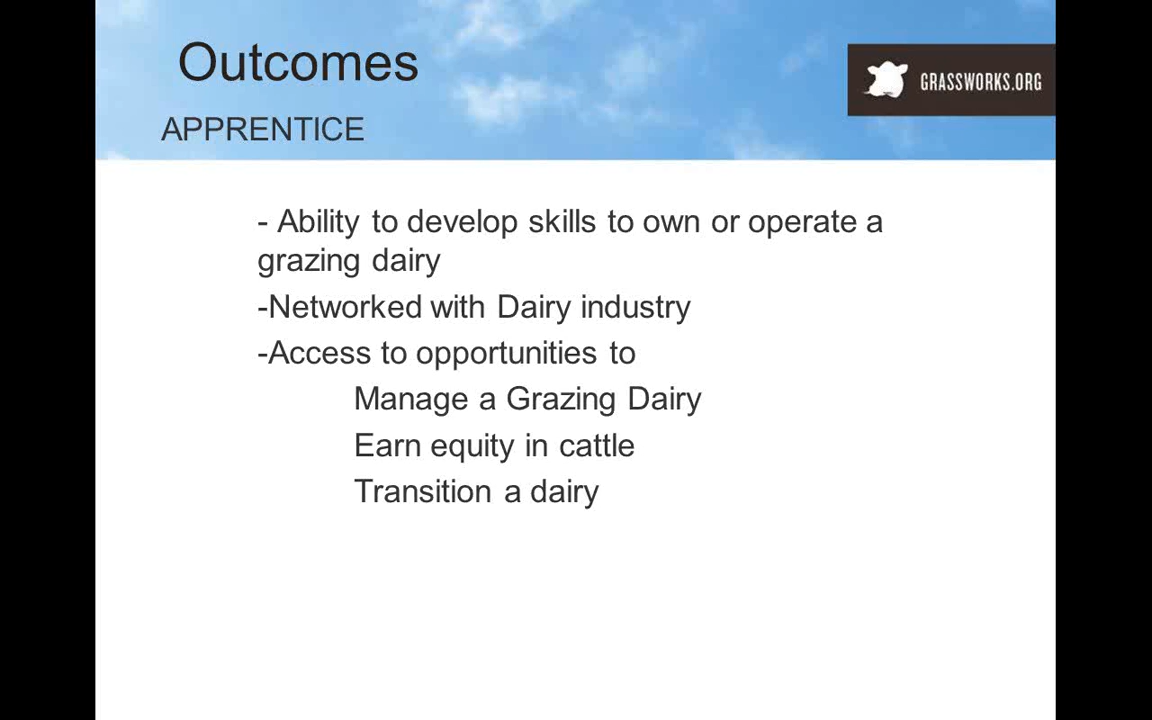 Outcomes
GRASSWORKS.ORG
APPRENTICE
- Ability to develop skills to own or operate a
grazing dairy
-Networked with Dairy industry
-Access to opportunities to
Manage a Grazing Dairy
Earn equity in cattle
Transition a dairy